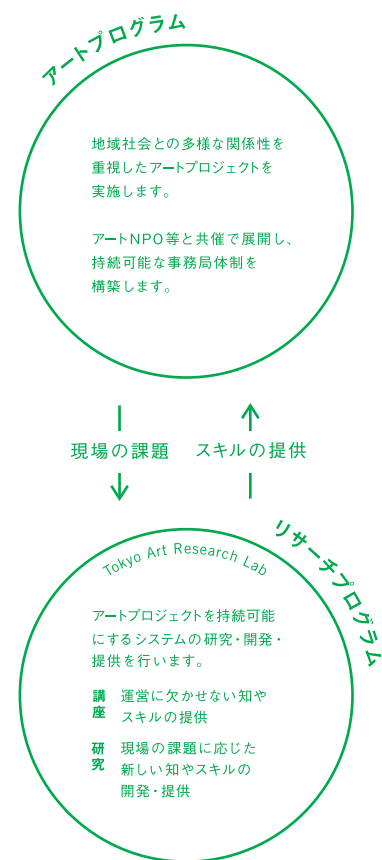 アートプログラム
地域社会との多様な関係性を
重視したアートプロジェクトを
実施します。
アートNPO等と共催で展開し、
持続可能な事務局体制を
構築します。
現場の課題
スキルの提供
リサーチプログラム
Tokyo Art Research Lab
アートプロジェクトを持続可能
にするシステムの研究・開発・
提供を行います。
講座
運営に欠かせない知や
スキルの提供
研究
現場の課題に応じた
新しい知やスキルの
開発・提供